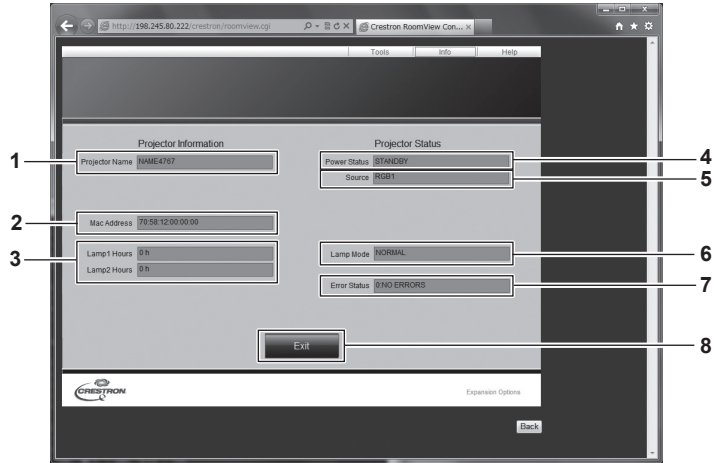 http://198.245.80.222/crestron/roomview.cgi
Crestron RoomView Con...
Tools Info Help
Projector Information
Projector Status
1
Projector Name NAME4767
Power Status STANDBY
4
Source RGB1
5
2
Mac Address 70:58:12:00:00:00
3
Lamp1 Hours 0 h
Lamp2 Hours 0 h
Lamp Mode NORMAL
6
Error Status 0:NO ERRORS
7
Exit
8
CRESTRON
Expansion Options
Back